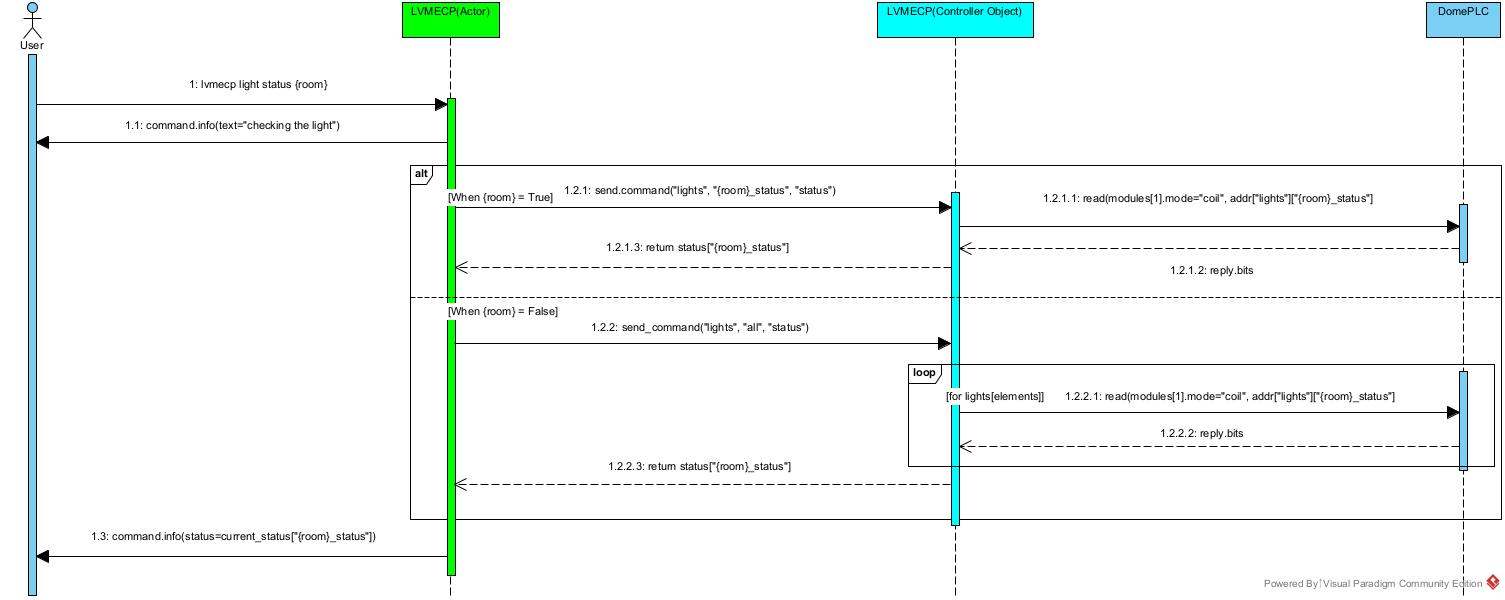 LVMECP(Actor)
LVMECP(Controller Object)
DomePLC
User
1: lvmecp light status {room}
1.1: command.info(text="checking the light")
alt
[When {room} = True]
1.2.1: send.command("lights", "{room}_status", "status")
1.2.1.1: read(modules[1].mode="coil", addr["lights"]["{room}_status"]
1.2.1.3: return status["{room}_status"]
1.2.1.2: reply.bits
[When {room} = False]
1.2.2: send_command("lights", "all", "status")
loop
[for lights[elements]]
1.2.2.1: read(modules[1].mode="coil", addr["lights"]["{room}_status"]
1.2.2.2: reply.bits
1.2.2.3: return status["{room}_status"]
1.3: command.info(status=current_status["{room}_status"])
Powered By Visual Paradigm Community Edition